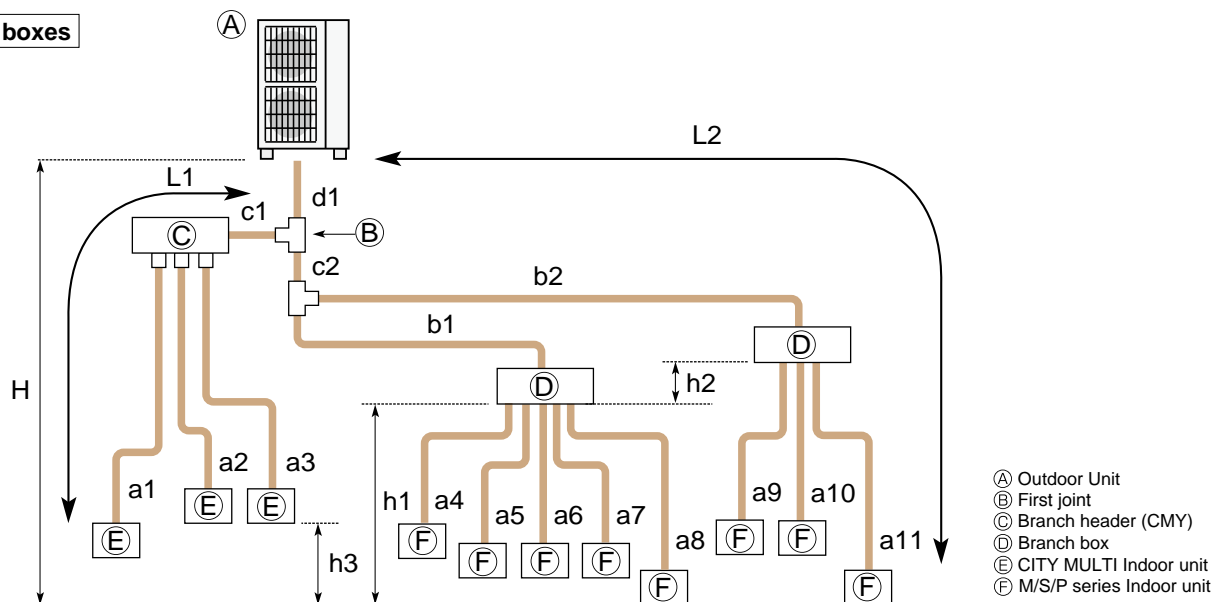 boxes
A
L2
L1
d1
c1
C
B
c2
b2
b1
D
D
h2
H
a1
a2
a3
h1
a4
a5
a6
a7
a8
a9
a10
a11
E
E
E
h3
F
F
F
F
F
F
F
F
A Outdoor Unit
B First joint
C Branch header (CMY)
D Branch box
E CITY MULTI Indoor unit
F M/S/P series Indoor unit